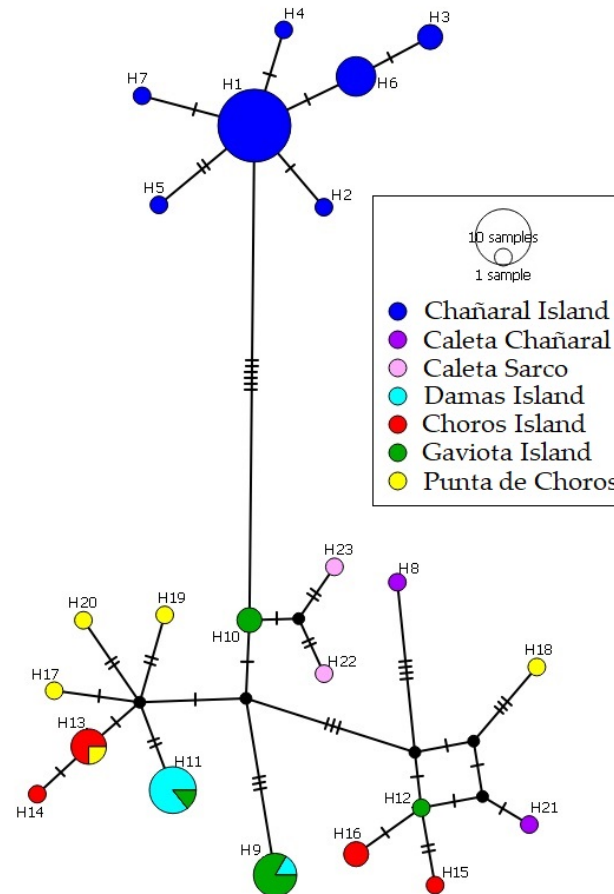 H4
H3
H7
H1
H6
H5
H2
10 samples
1 sample
Chañaral Island
Caleta Chañaral
Caleta Sarco
Damas Island
Choros Island
Gaviota Island
Punta de Choros
H23
H8
H20
H19
H10
H22
H18
H17
H13
H11
H14
H12
H21
H9
H16
H15